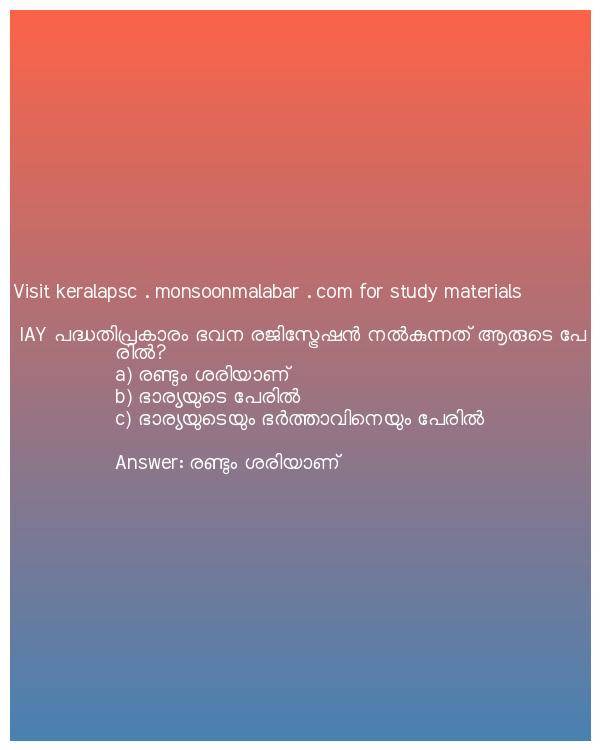 Visit keralapsc . monsoonmalabar . com for study materials
IAY പദ്ധതിപ്രകാരം ഭവന രജിസ്ട്രേഷൻ നൽകുന്നത് ആരുടെ പേ
രിൽ?
a) രണ്ടും ശരിയാണ്
b) ഭാര്യയുടെ പേരിൽ
c) ഭാര്യയുടെയും ഭർത്താവിനെയും പേരിൽ
Answer: രണ്ടും ശരിയാണ്